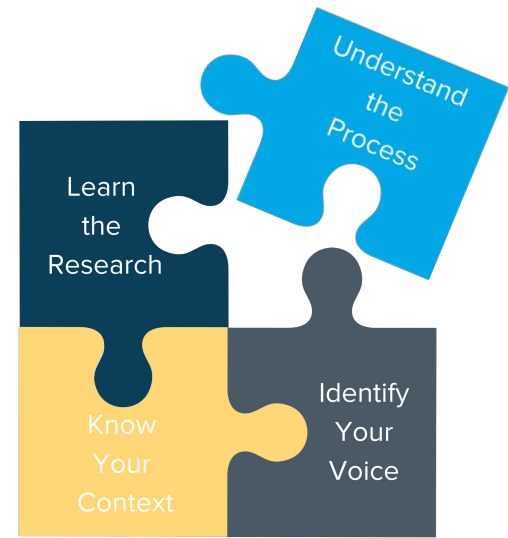 Understand
the
Process
Learn
the
Research
Know
Your
Context
Identify
Your
Voice